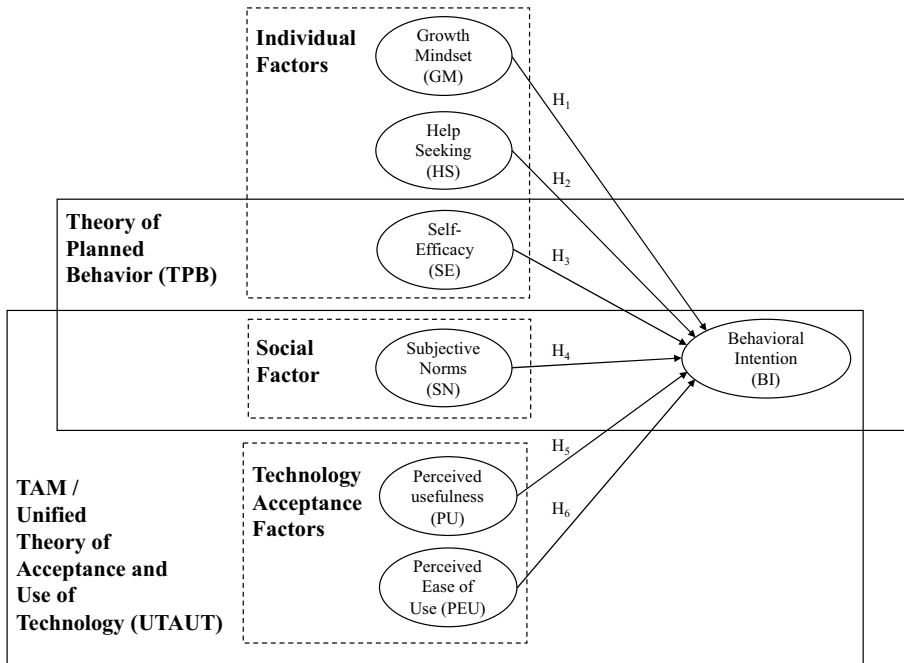 Individual
Factors
Growth
Mindset
(GM)
H1
Help
Seeking
(HS)
H2
Theory of
Planned
Behavior (TPB)
Self-
Efficacy
(SE)
H3
Social
Factor
Subjective
Norms
(SN)
H4
Behavioral
Intention
(BI)
TAM /
Unified
Theory of
Acceptance and
Use of
Technology (UTAUT)
Technology
Acceptance
Factors
Perceived
usefulness
(PU)
H5
Perceived
Ease of
Use (PEU)
H6